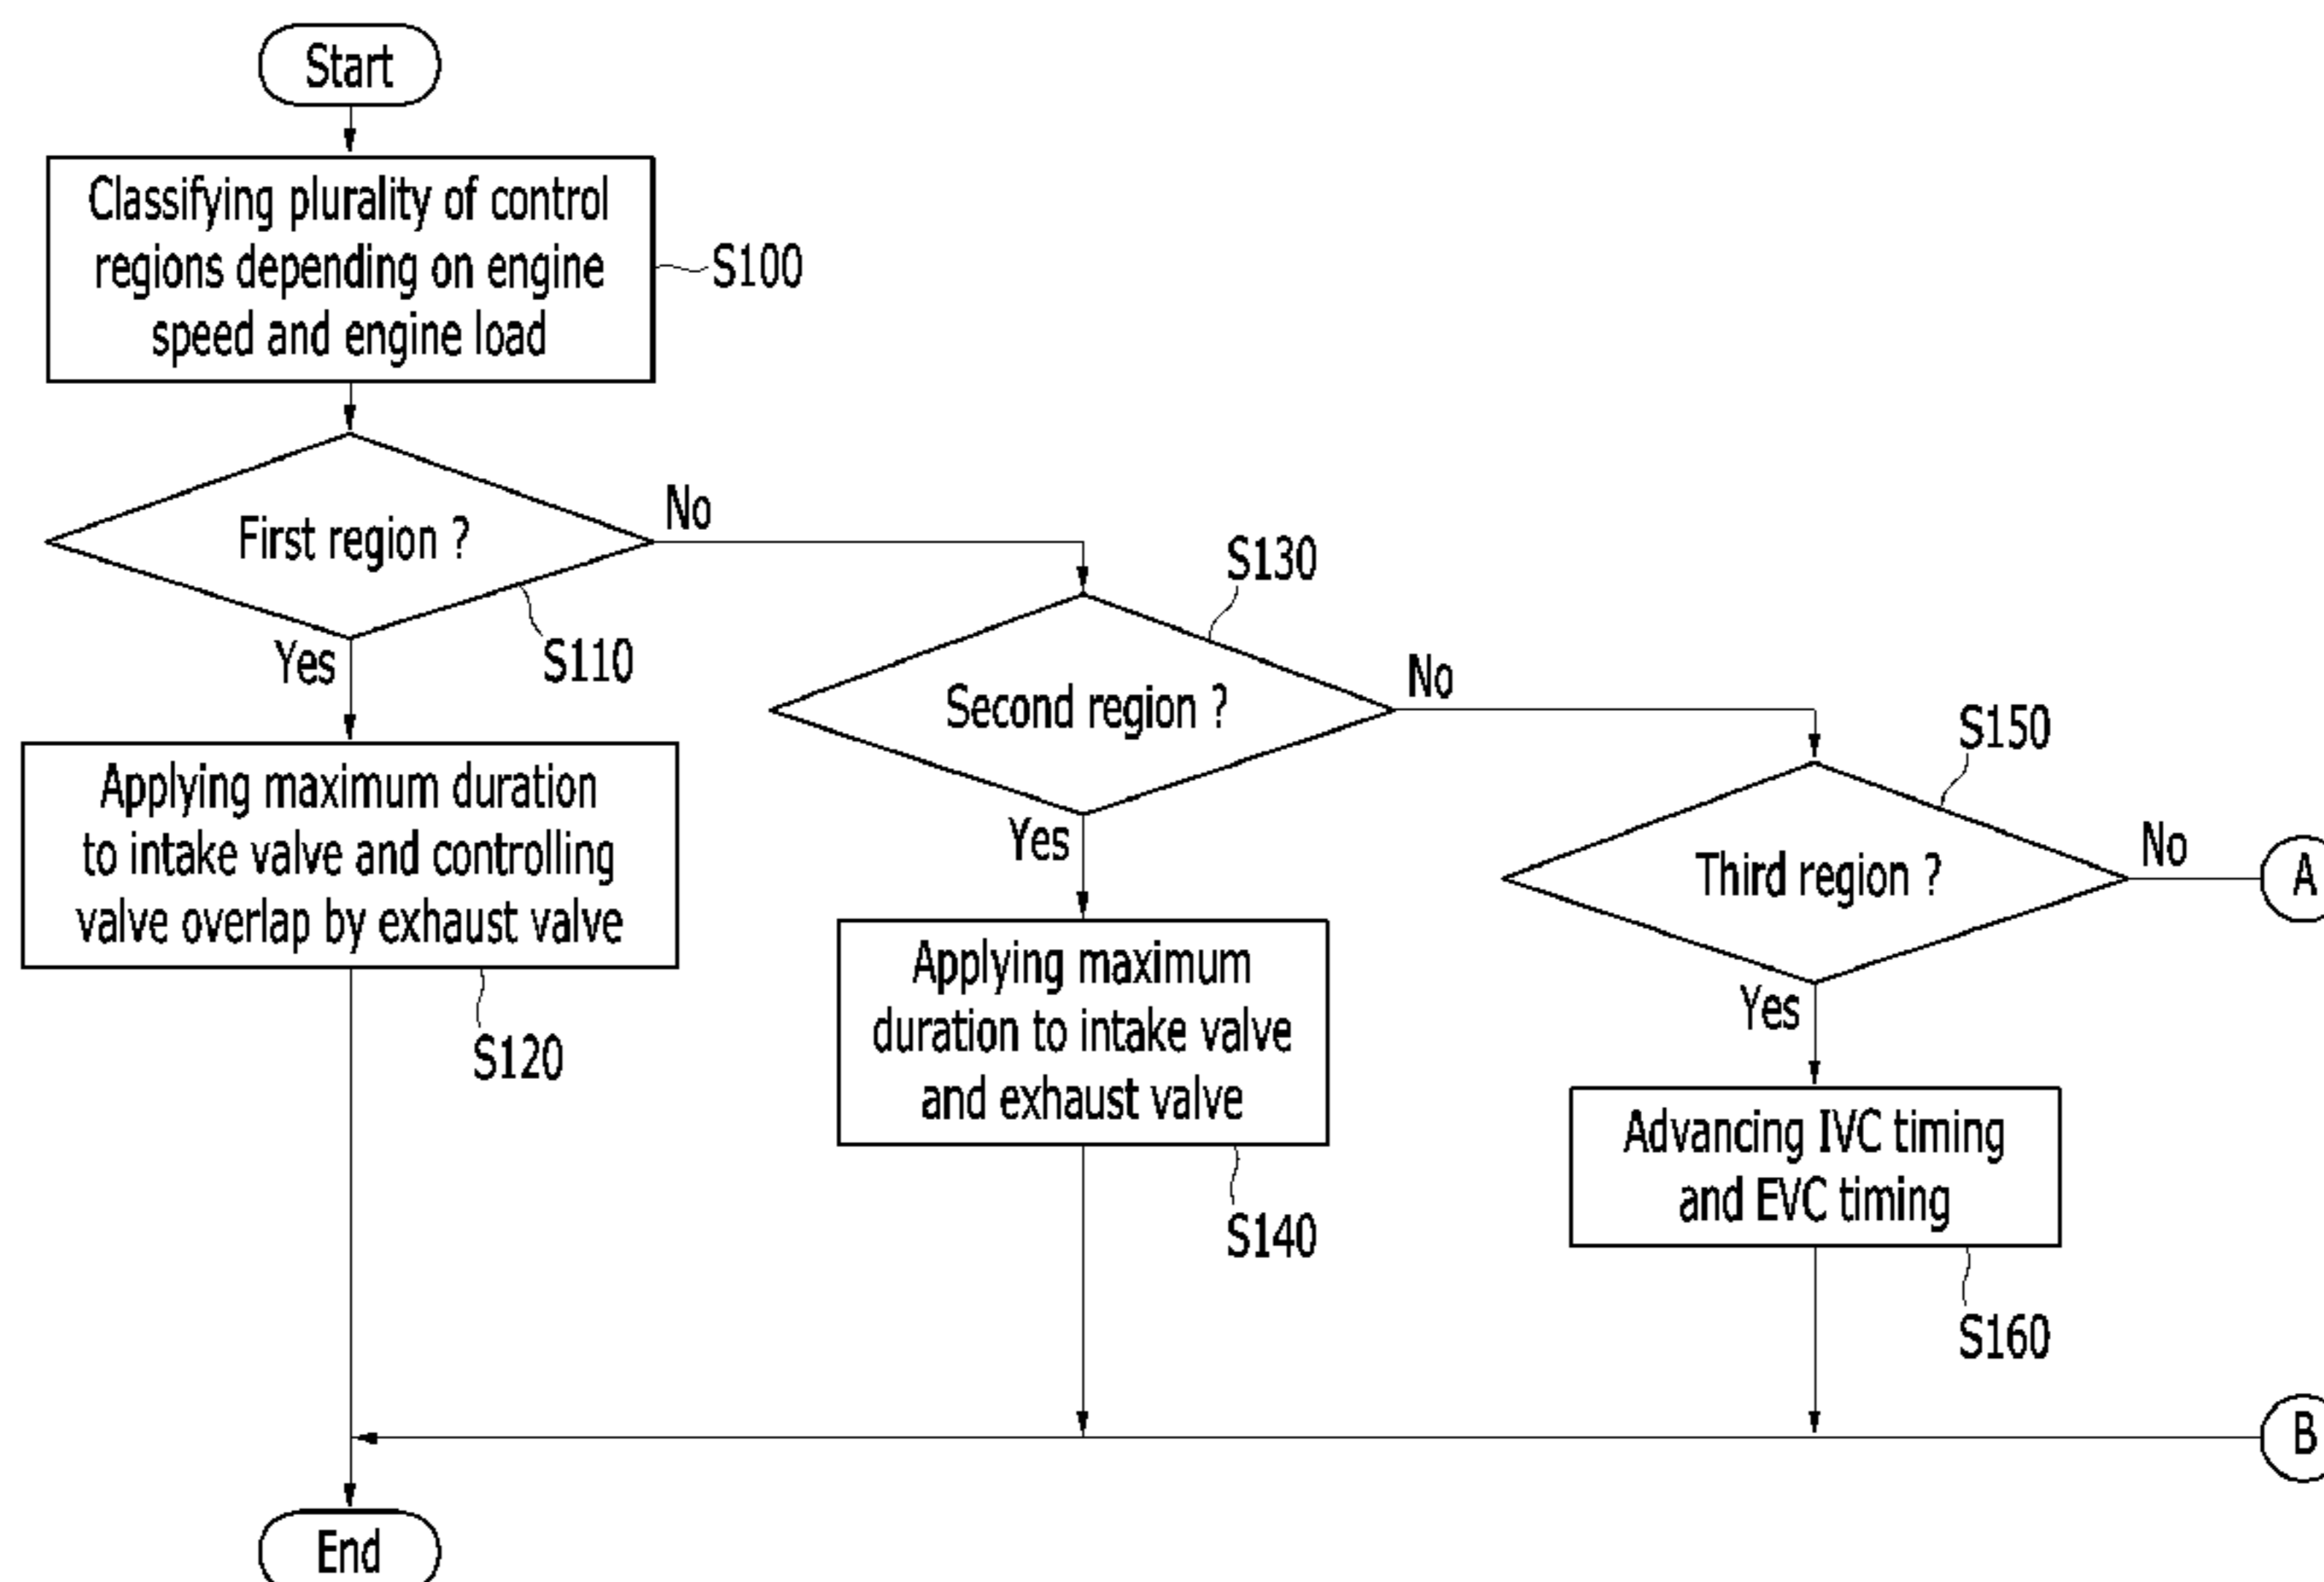 Start
Classifying plurality of control
regions depending on engine
speed and engine load
S100
First region ?
No
S110
Yes
Applying maximum duration
to intake valve and controlling
valve overlap by exhaust valve
S120
S130
Second region ?
No
Yes
Applying maximum
duration to intake valve
and exhaust valve
S140
S150
Third region ?
No
A
Yes
Advancing IVC timing
and EVC timing
S160
B
End